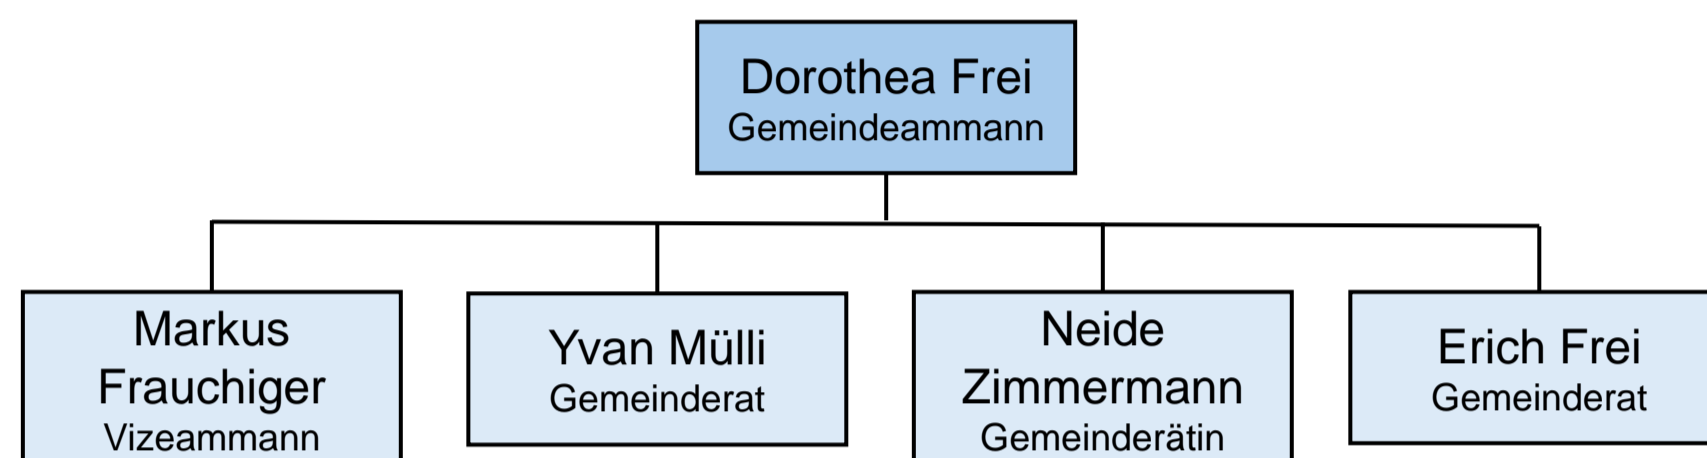 Dorothea Frei
Gemeindeammann
Markus
Frauchiger
Vizeammann
Yvan Mülli
Gemeinderat
Neide
Zimmermann
Gemeinderätin
Erich Frei
Gemeinderat